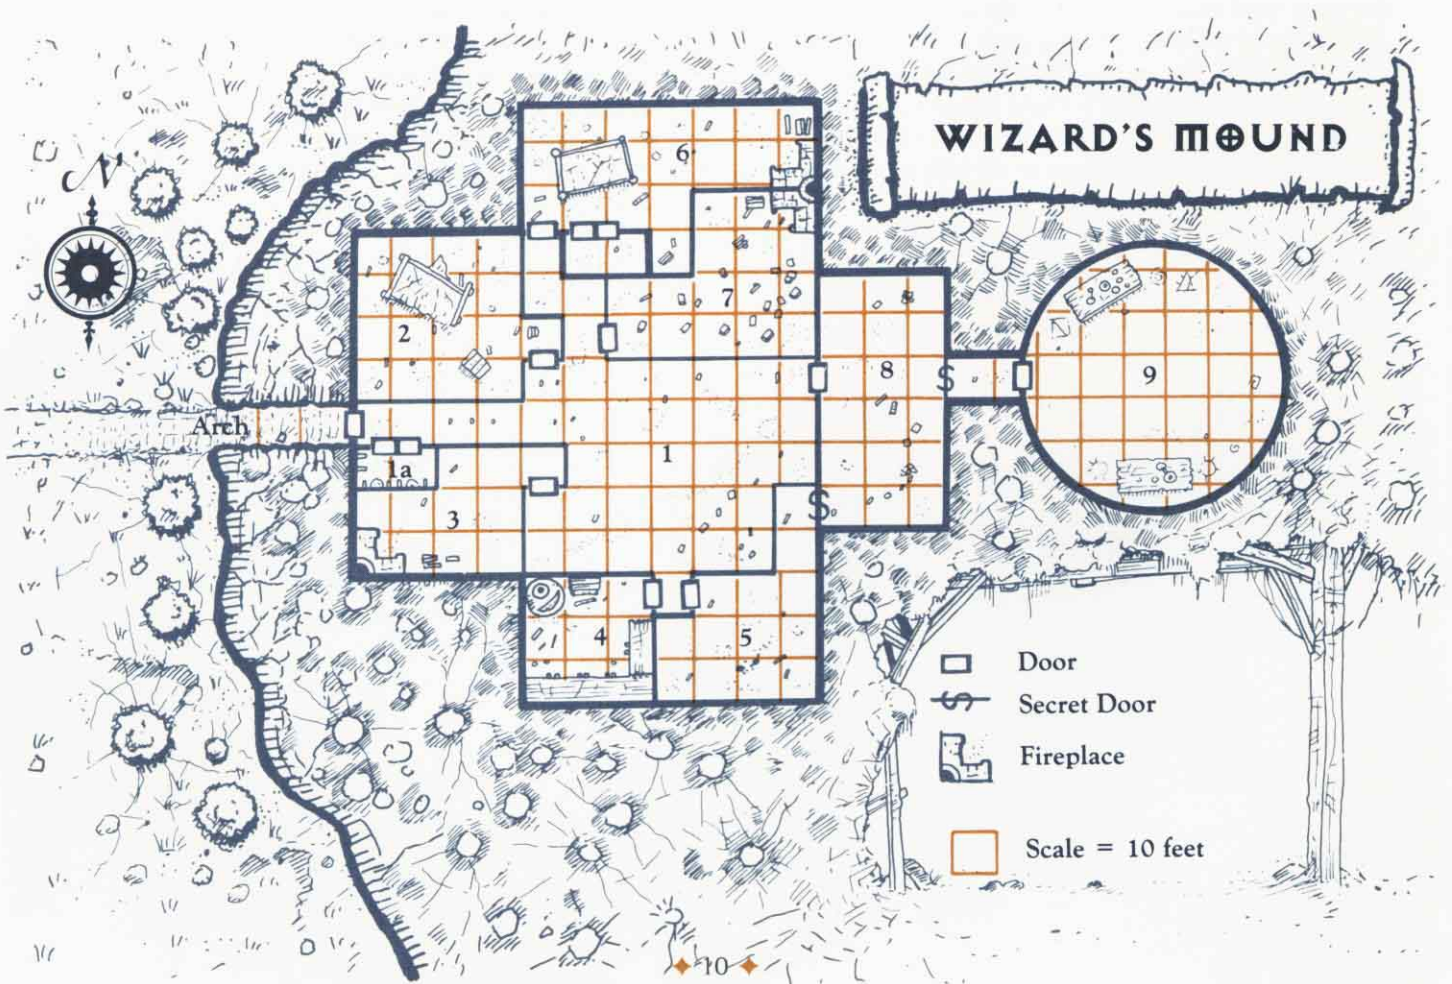 WIZARD'S MOUND
N
6
7
2
8
S
9
Arch
1
1a
3
S
4
5
Door
S
Secret Door
Fireplace
Scale = 10 feet
10